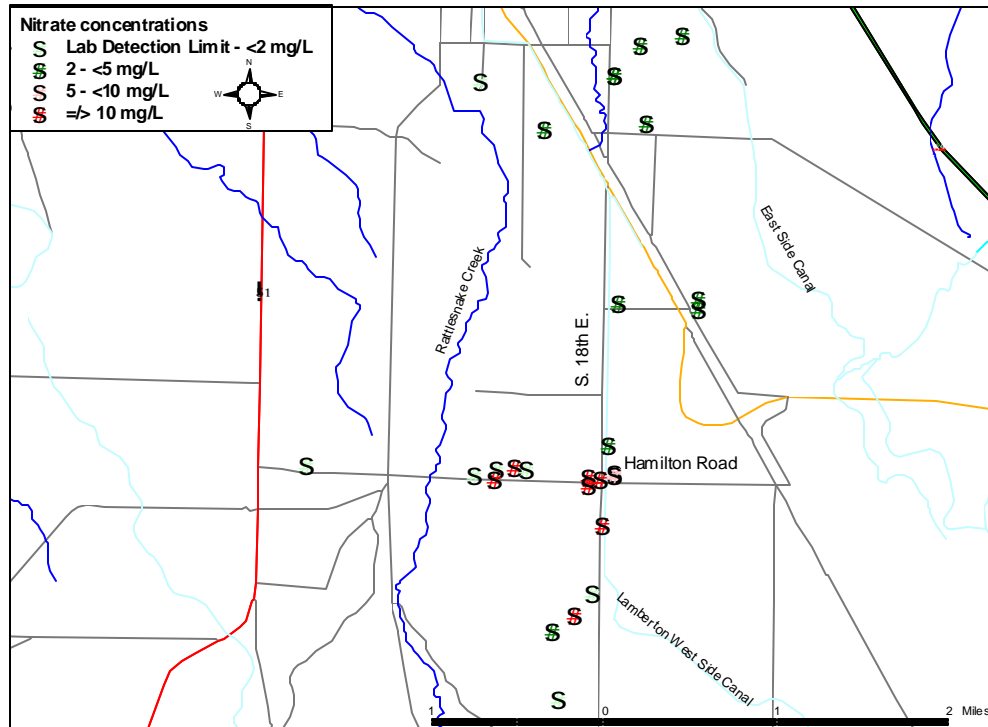 Nitrate concentrations
S Lab Detection Limit - <2 mg/L
$ 2 - <5 mg/L
S 5 - <10 mg/L
$ =/> 10 mg/L
N
W E
S
East Side Canal
Rattlesnake Creek
S. 18th E.
Hamilton Road
Lamberton West Side Canal
1 0 1 2 Miles